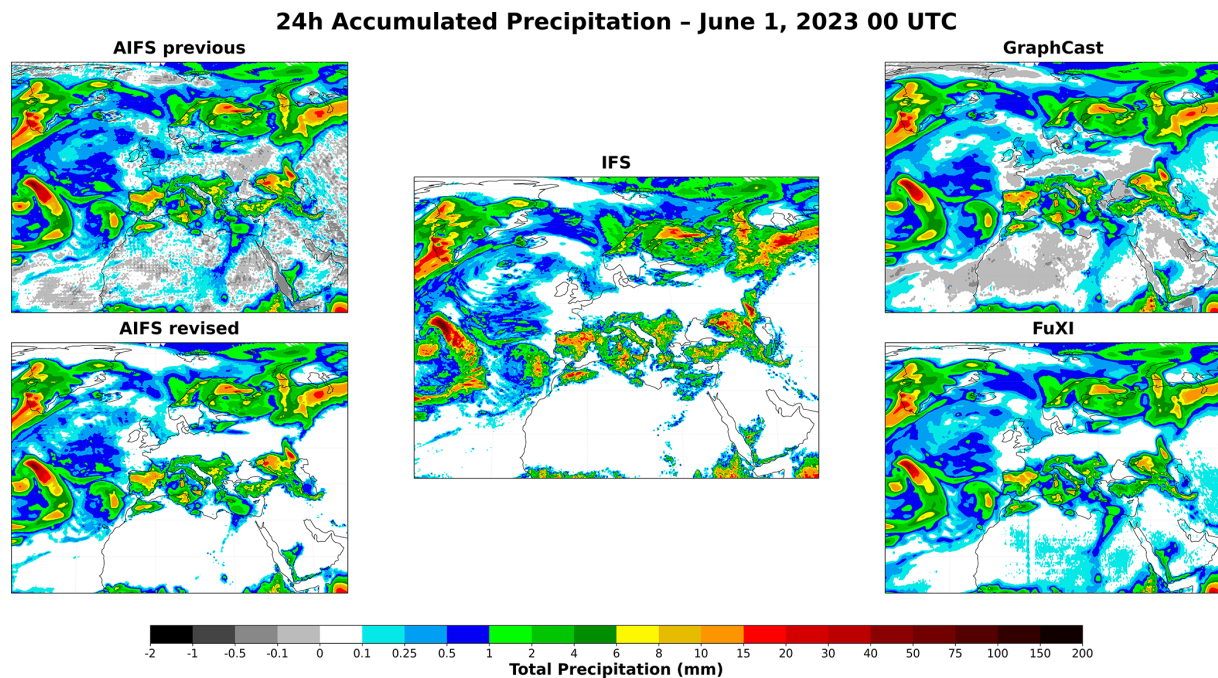 24h Accumulated Precipitation – June 1, 2023 00 UTC
AIFS previous
GraphCast
IFS
AIFS revised
FuXI
-2 -1 -0.5 -0.1 0 0.1 0.25 0.5 1 2 4 6 8 10 15 20 30 40 50 75 100 150 200
Total Precipitation (mm)